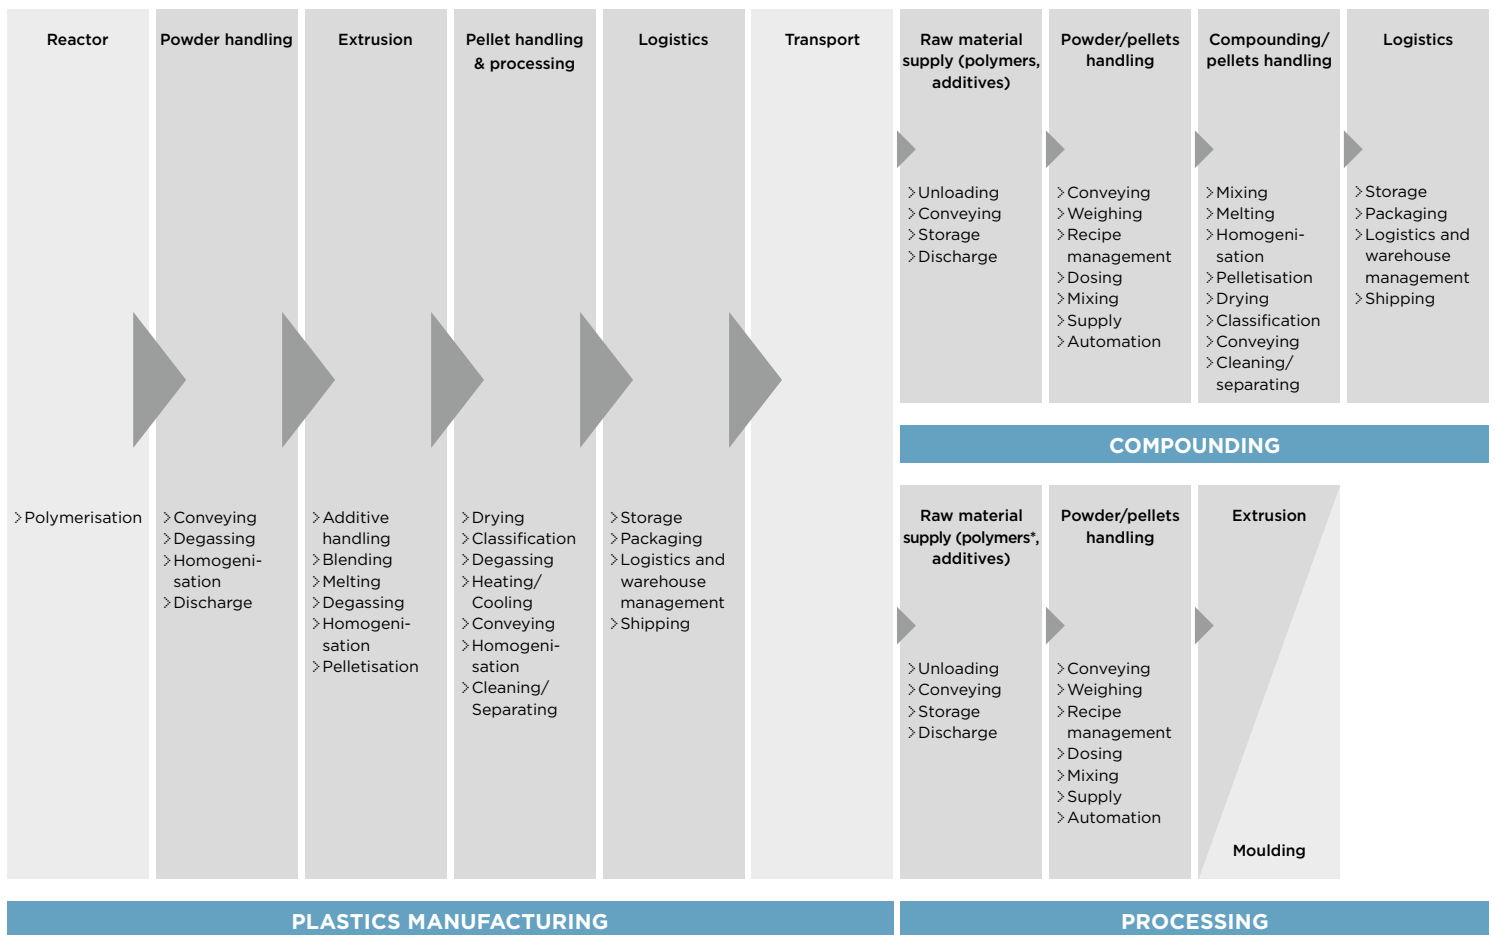 Reactor
> Polymerisation
Powder handling
> Conveying
> Degassing
> Homogeni-
sation
> Discharge
Extrusion
> Additive
handling
> Blending
> Melting
> Degassing
> Homogeni-
sation
> Pelletisation
Pellet handling
& processing
> Drying
> Classification
> Degassing
> Heating/
Cooling
> Conveying
> Homogeni-
sation
> Cleaning/
Separating
Logistics
> Storage
> Packaging
> Logistics and
warehouse
management
> Shipping
Transport
PLASTICS MANUFACTURING
Raw material
supply (polymers,
additives)
> Unloading
> Conveying
> Storage
> Discharge
Powder/pellets
handling
> Conveying
> Weighing
> Recipe
management
> Dosing
> Mixing
> Supply
> Automation
Compounding/
pellets handling
> Mixing
> Melting
> Homogeni-
sation
> Pelletisation
> Drying
> Classification
> Conveying
> Cleaning/
separating
Logistics
> Storage
> Packaging
> Logistics and
warehouse
management
> Shipping
COMPOUNDING
Raw material
supply (polymers*,
additives)
> Unloading
> Conveying
> Storage
> Discharge
Powder/pellets
handling
> Conveying
> Weighing
> Recipe
management
> Dosing
> Mixing
> Supply
> Automation
Extrusion
Moulding
PROCESSING